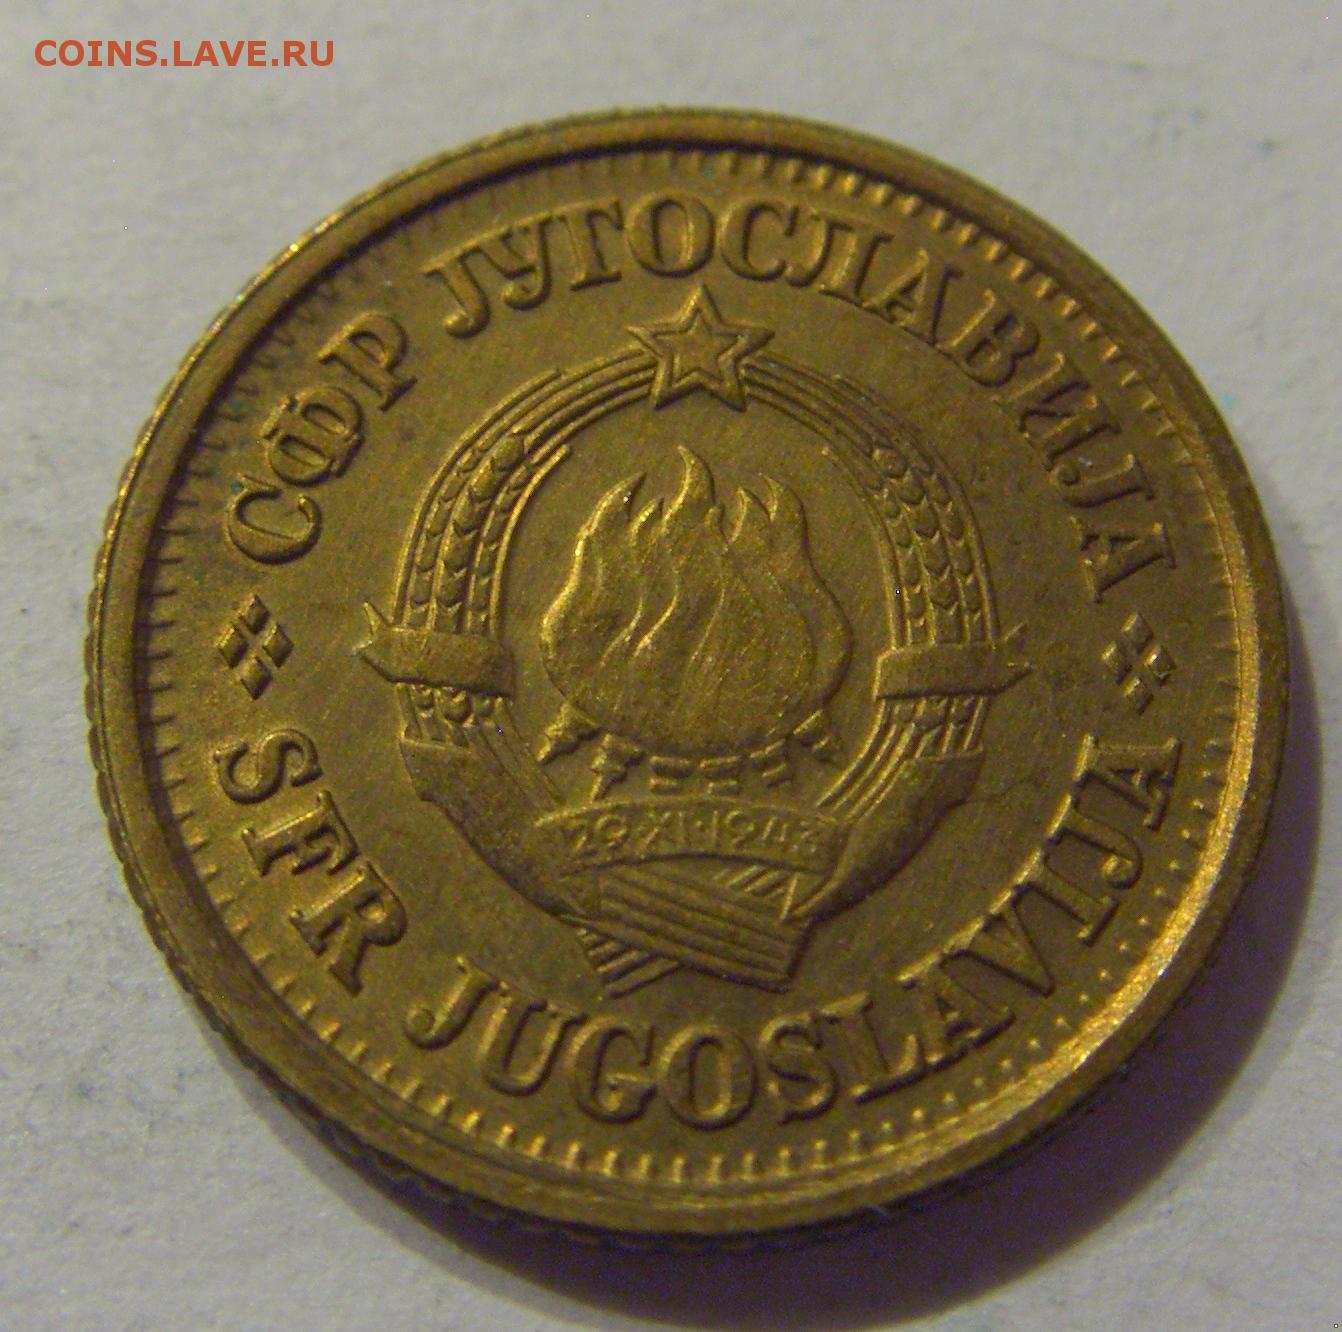 COINS.LAVE.RU
СФР ЈУГОСЛАВИЈА
29·XI·1943
SFR JUGOSLAVIJA